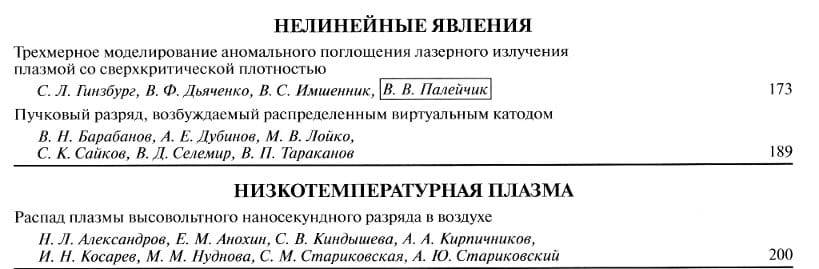 НЕЛИНЕЙНЫЕ ЯВЛЕНИЯ
Трехмерное моделирование аномального поглощения лазерного излучения
плазмой со сверхкритической плотностью
С. Л. Гинзбург, В. Ф. Дьяченко, В. С. Имшенник, В. В. Палейчик 173
Пучковый разряд, возбуждаемый распределенным виртуальным катодом
В. Н. Барабанов, А. Е. Дубинов, М. В. Лойко,
С. К. Сайков, В. Д. Селемир, В. П. Тараканов 189
НИЗКОТЕМПЕРАТУРНАЯ ПЛАЗМА
Распад плазмы высовольтного наносекундного разряда в воздухе
Н. Л. Александров, Е. М. Анохин, С. В. Киндышева, А. А. Кирпичников,
И. Н. Косарев, М. М. Нуднова, С. М. Стариковская, А. Ю. Стариковский 200